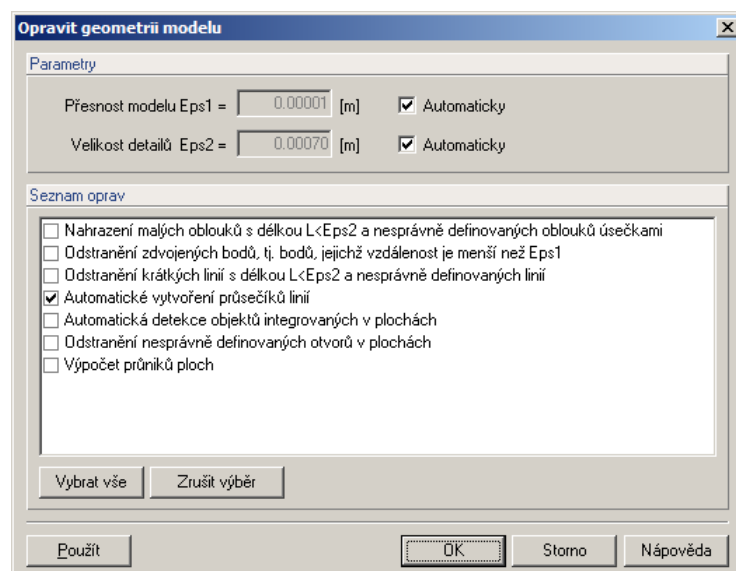 Opravit geometrii modelu
Parametry
Přesnost modelu Eps1 = 0.00001 [m] Automaticky
Velikost detailů Eps2 = 0.00070 [m] Automaticky
Seznam oprav
Nahrazení malých oblouků s délkou L<Eps2 a nesprávně definovaných oblouků úsečkami
Odstranění zdvojených bodů, tj. bodů, jejichž vzdálenost je menší než Eps1
Odstranění krátkých linií s délkou L<Eps2 a nesprávně definovaných linií
Automatické vytvoření průsečíků linií
Automatická detekce objektů integrovaných v plochách
Odstranění nesprávně definovaných otvorů v plochách
Výpočet průniků ploch
Vybrat vše Zrušit výběr
Použít OK Storno Nápověda